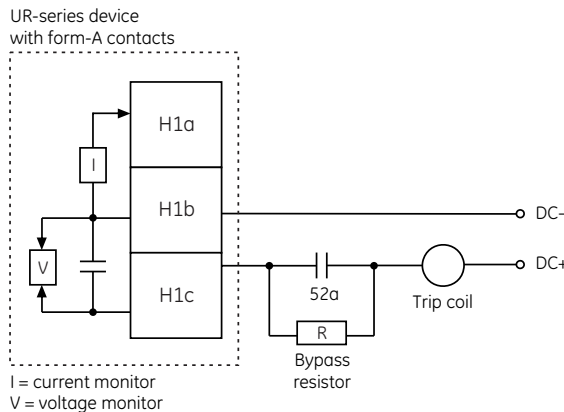 UR-series device
with form-A contacts
H1a
I
H1b
DC–
V
DC+
52a
Trip coil
H1c
R
Bypass
resistor
I = current monitor
V = voltage monitor